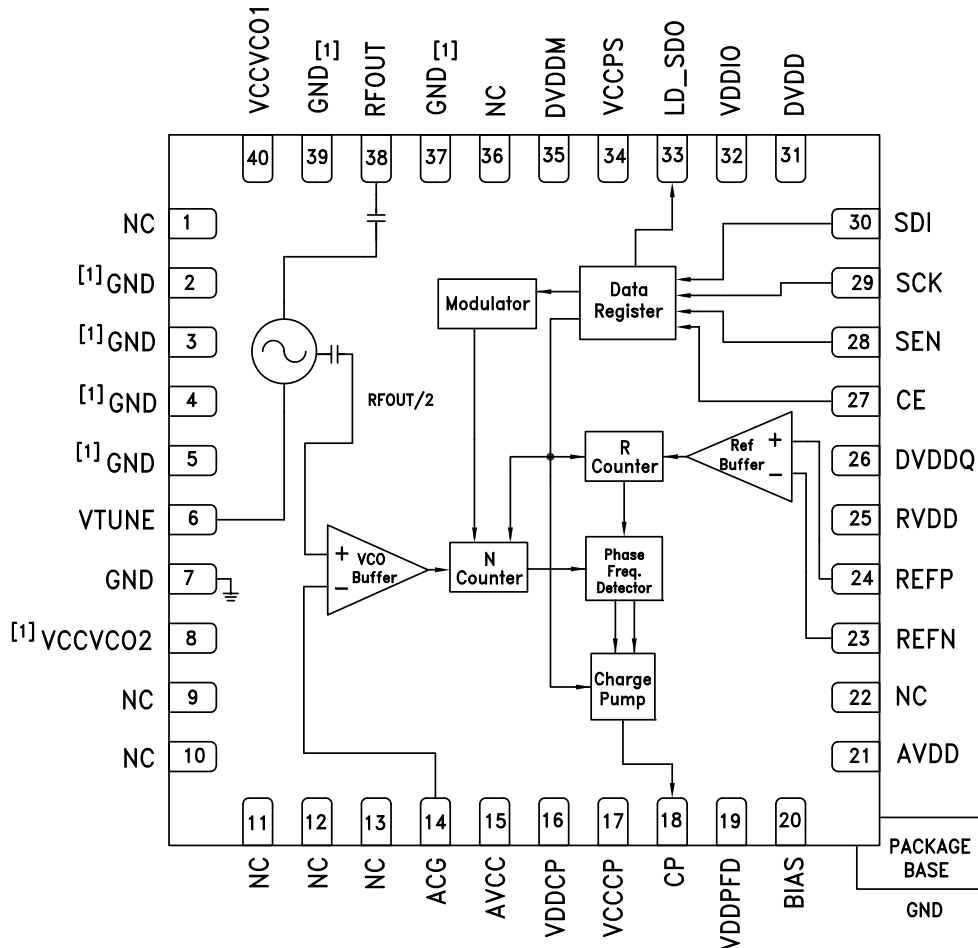 VCCVCO1
GND[1]
RFOUT
GND[1]
NC
DVDDM
VCCPS
LD_SDO
VDDIO
DVDD
40
39
38
37
36
35
34
33
32
31
NC 1
[1]GND 2
[1]GND 3
[1]GND 4
[1]GND 5
VTUNE 6
GND 7
[1]VCCVCO2 8
NC 9
NC 10
30 SDI
29 SCK
28 SEN
27 CE
26 DVDDQ
25 RVDD
24 REFP
23 REFN
22 NC
21 AVDD
Modulator
Data
Register
RFOUT/2
R
Counter
Ref
Buffer
+
−
+
−
VCO
Buffer
N
Counter
Phase
Freq.
Detector
Charge
Pump
11
12
13
14
15
16
17
18
19
20
NC
NC
NC
ACG
AVCC
VDDCP
VCCCP
CP
VDDPFD
BIAS
PACKAGE
BASE
GND